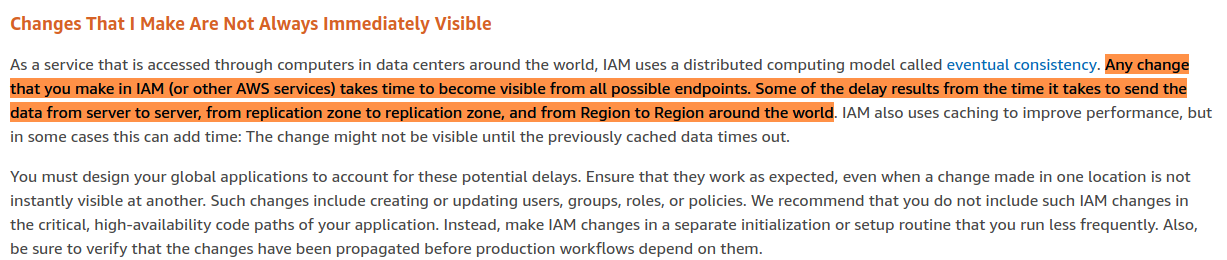 Changes That I Make Are Not Always Immediately Visible
As a service that is accessed through computers in data centers around the world, IAM uses a distributed computing model called eventual consistency. Any change
that you make in IAM (or other AWS services) takes time to become visible from all possible endpoints. Some of the delay results from the time it takes to send the
data from server to server, from replication zone to replication zone, and from Region to Region around the world. IAM also uses caching to improve performance, but
in some cases this can add time: The change might not be visible until the previously cached data times out.
You must design your global applications to account for these potential delays. Ensure that they work as expected, even when a change made in one location is not
instantly visible at another. Such changes include creating or updating users, groups, roles, or policies. We recommend that you do not include such IAM changes in
the critical, high-availability code paths of your application. Instead, make IAM changes in a separate initialization or setup routine that you run less frequently. Also,
be sure to verify that the changes have been propagated before production workflows depend on them.